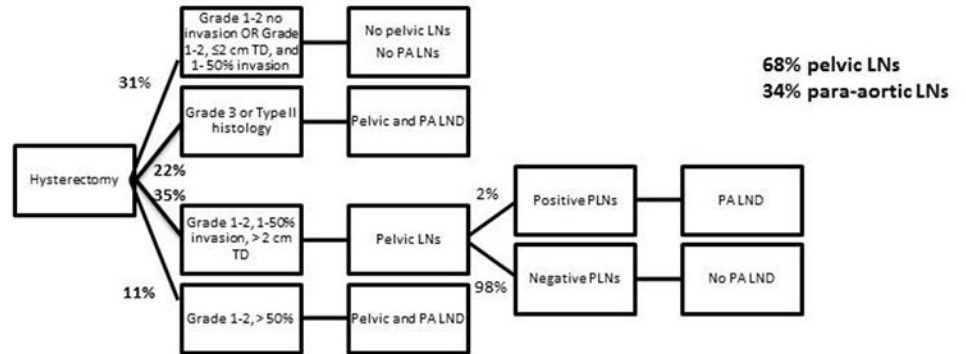 Grade 1-2 no
invasion OR Grade
1-2, ≤2 cm TD, and
1- 50% invasion
No pelvic LNs
No PA LNs
68% pelvic LNs
34% para-aortic LNs
31%
Grade 3 or Type II
histology
Pelvic and PA LND
Hysterectomy
22%
35%
Grade 1-2, 1-50%
invasion, > 2 cm
TD
Pelvic LNs
2%
Positive PLNs
PA LND
98%
Negative PLNs
No PA LND
11%
Grade 1-2, > 50%
Pelvic and PA LND